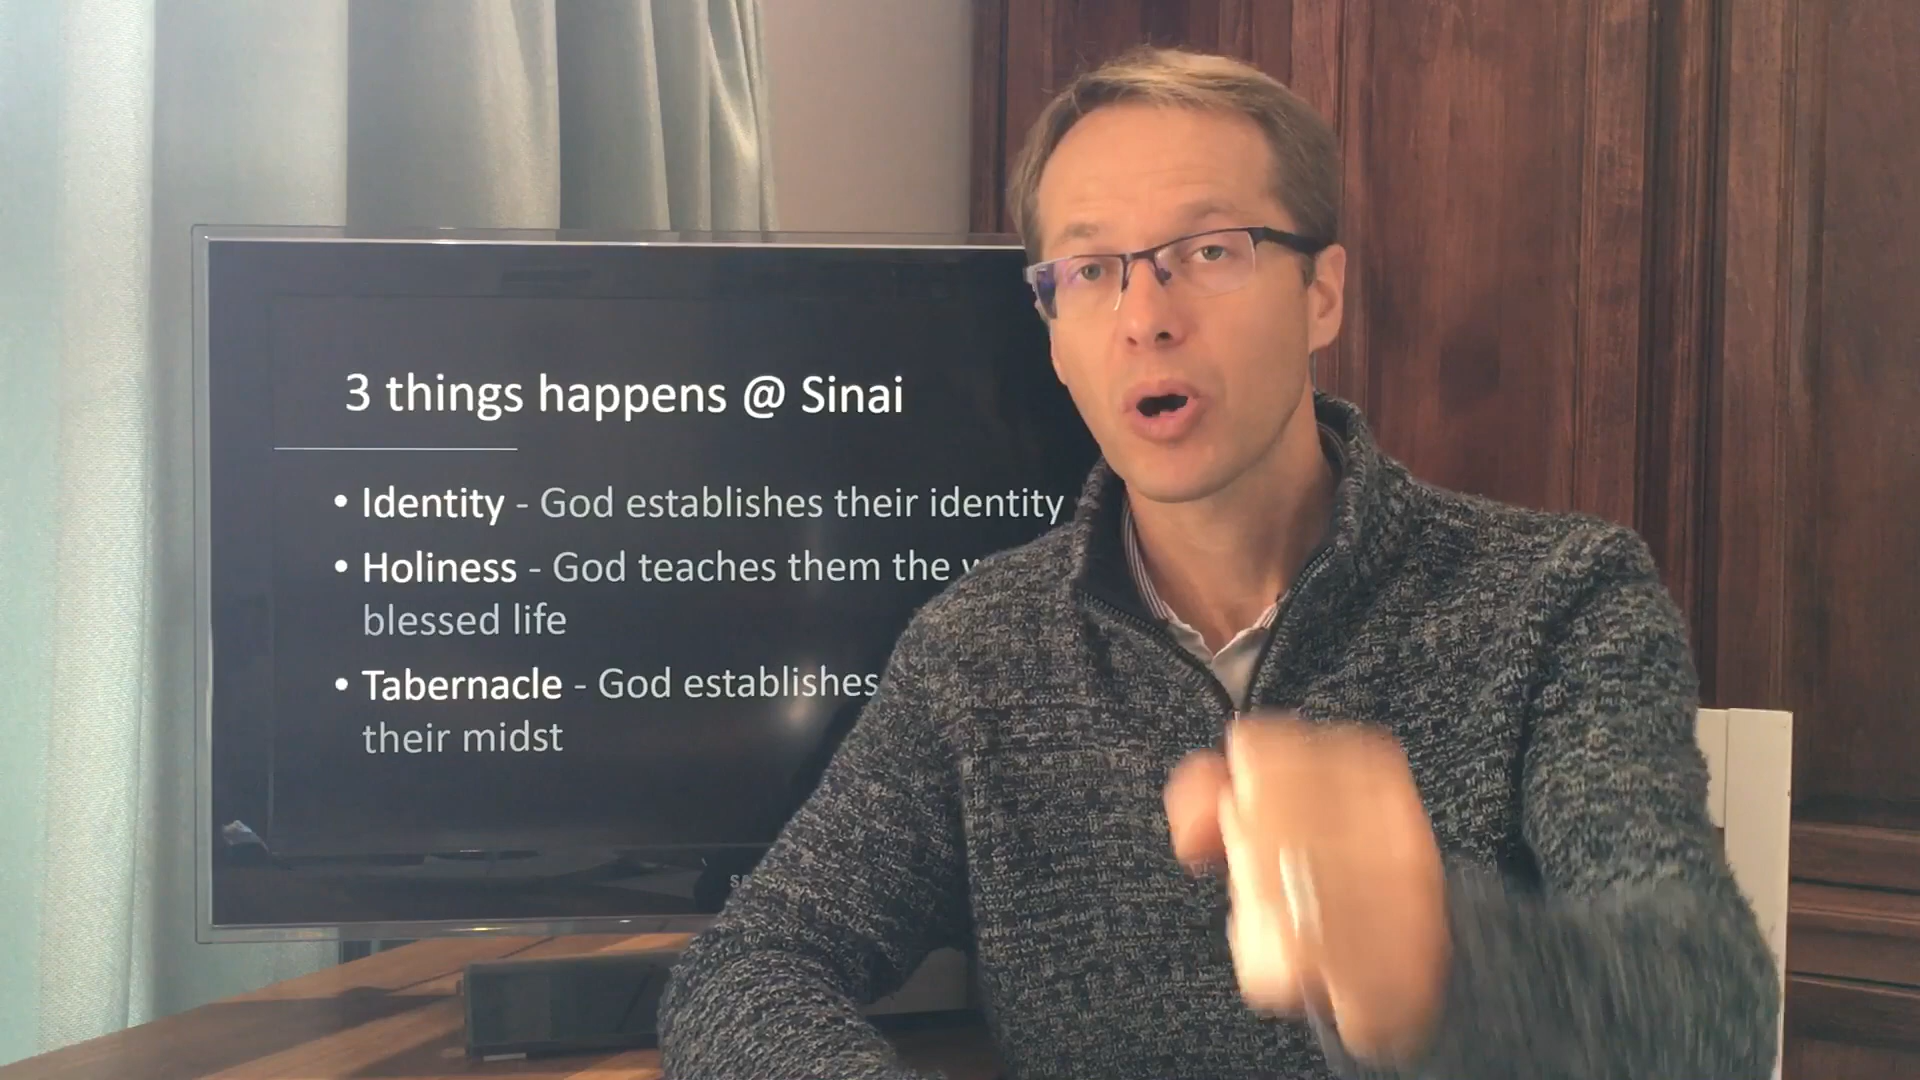 3 things happens @ Sinai
• Identity - God establishes their identity
• Holiness - God teaches them the
blessed life
• Tabernacle - God establishes
their midst